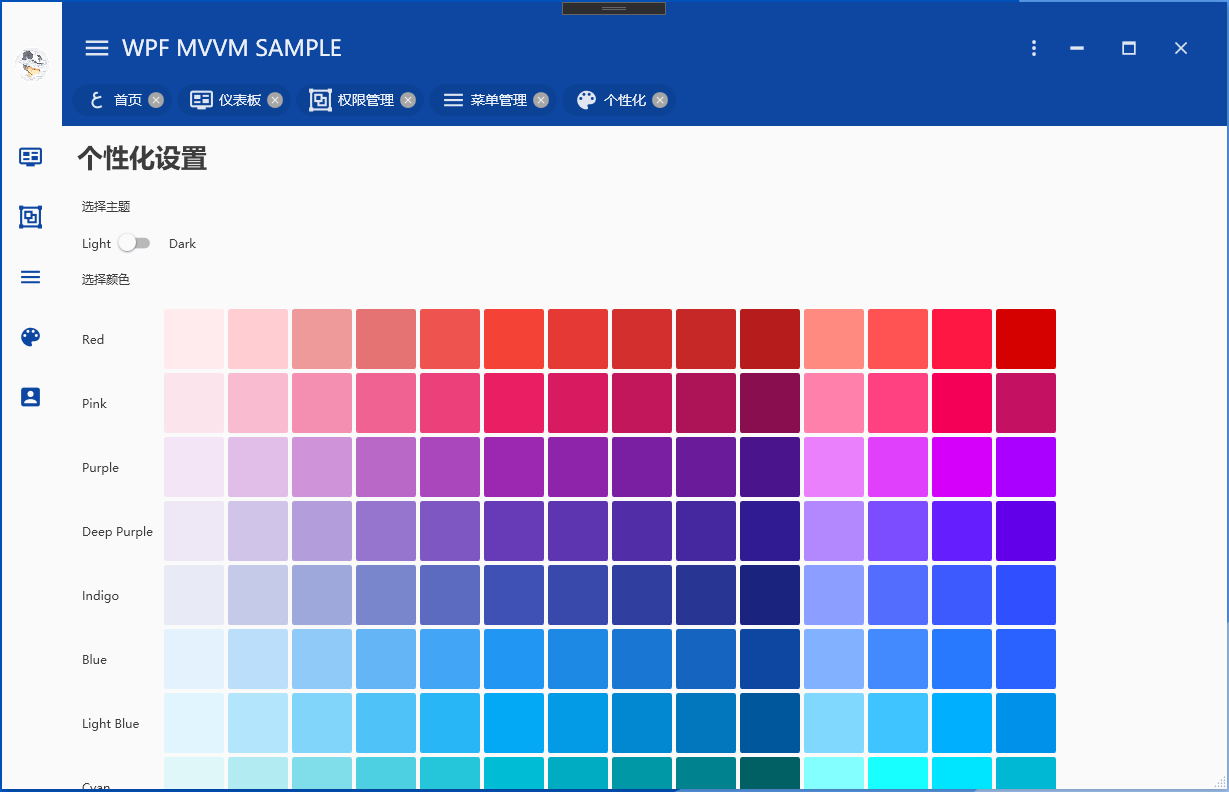 WPF MVVM SAMPLE
首页
仪表板
权限管理
菜单管理
个性化
个性化设置
选择主题
Light
Dark
选择颜色
Red
Pink
Purple
Deep Purple
Indigo
Blue
Light Blue
Cyan